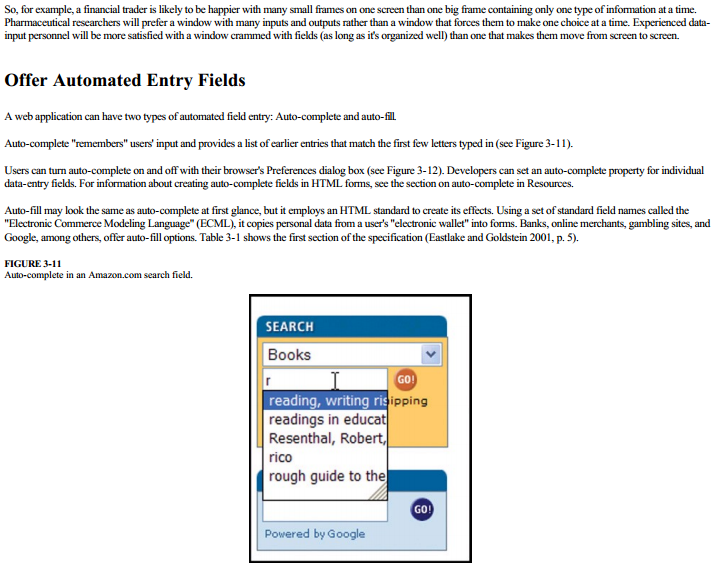 So, for example, a financial trader is likely to be happier with many small frames on one screen than one big frame containing only one type of information at a time.
Pharmaceutical researchers will prefer a window with many inputs and outputs rather than a window that forces them to make one choice at a time. Experienced data-
input personnel will be more satisfied with a window crammed with fields (as long as it's organized well) than one that makes them move from screen to screen.
Offer Automated Entry Fields
A web application can have two types of automated field entry: Auto-complete and auto-fill.
Auto-complete "remembers" users' input and provides a list of earlier entries that match the first few letters typed in (see Figure 3-11).
Users can turn auto-complete on and off with their browser's Preferences dialog box (see Figure 3-12). Developers can set an auto-complete property for individual
data-entry fields. For information about creating auto-complete fields in HTML forms, see the section on auto-complete in Resources.
Auto-fill may look the same as auto-complete at first glance, but it employs an HTML standard to create its effects. Using a set of standard field names called the
"Electronic Commerce Modeling Language" (ECML), it copies personal data from a user's "electronic wallet" into forms. Banks, online merchants, gambling sites, and
Google, among others, offer auto-fill options. Table 3-1 shows the first section of the specification (Eastlake and Goldstein 2001, p. 5).
FIGURE 3-11
Auto-complete in an Amazon.com search field.
SEARCH
Books
r
GO!
reading, writing ris
ipping
readings in educat
Resenthal, Robert,
rico
rough guide to the
GO!
Powered by Google